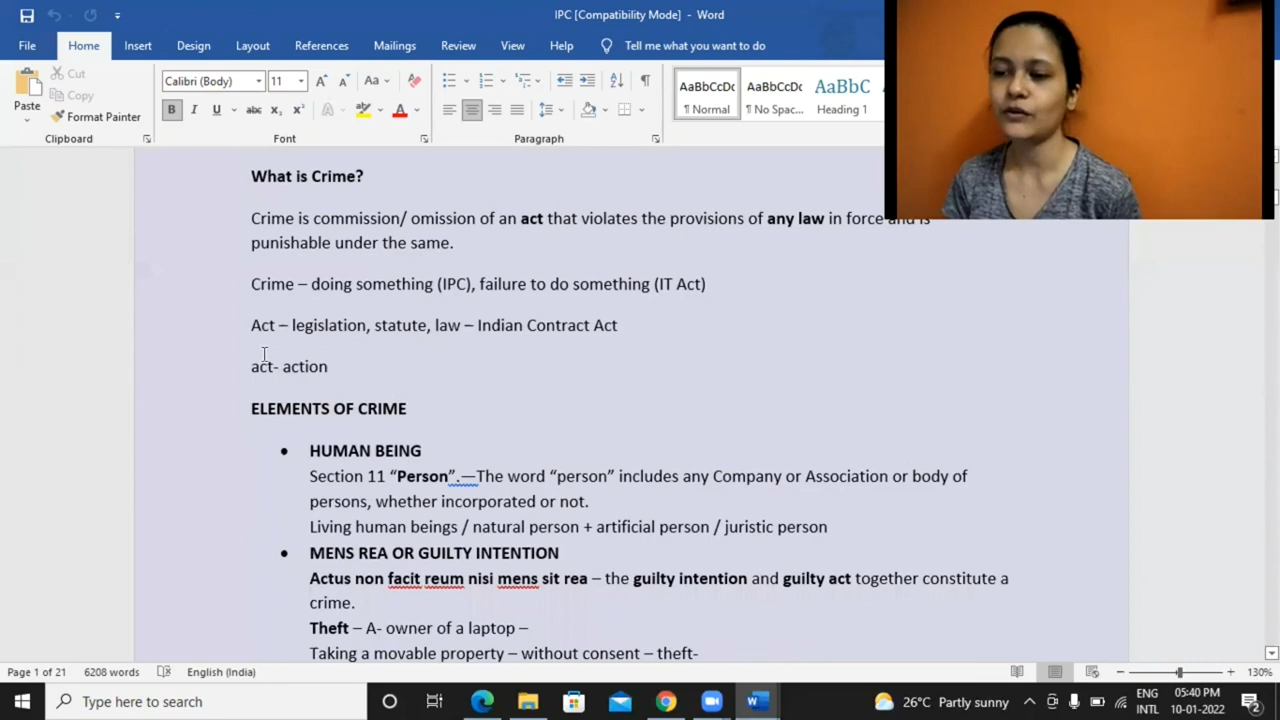 IPC [Compatibility Mode] - Word
File Home Insert Design Layout References Mailings Review View Help Tell me what you want to do
Paste
Cut
Copy
Format Painter
Clipboard
Calibri (Body) 11
Font
Paragraph
AaBbCcDc AaBbCcDc AaBbCc
¶ Normal ¶ No Spac... Heading 1
What is Crime?
Crime is commission/ omission of an act that violates the provisions of any law in force and is
punishable under the same.
Crime – doing something (IPC), failure to do something (IT Act)
Act – legislation, statute, law – Indian Contract Act
act- action
ELEMENTS OF CRIME
• HUMAN BEING
Section 11 “Person”.—The word “person” includes any Company or Association or body of
persons, whether incorporated or not.
Living human beings / natural person + artificial person / juristic person
• MENS REA OR GUILTY INTENTION
Actus non facit reum nisi mens sit rea – the guilty intention and guilty act together constitute a
crime.
Theft – A- owner of a laptop –
Taking a movable property – without consent – theft-
Page 1 of 21 6208 words English (India) 130%
Type here to search 26°C Partly sunny ENG 05:40 PM
INTL 10-01-2022 2